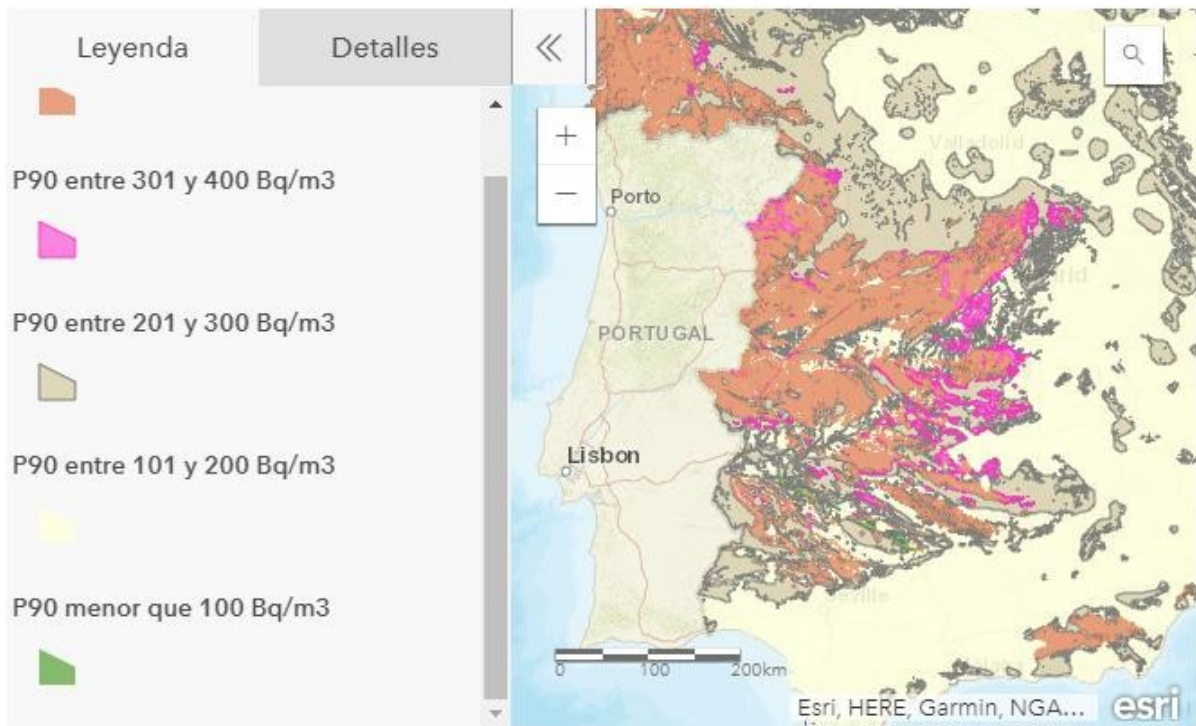 Leyenda
Detalles
P90 entre 301 y 400 Bq/m3
P90 entre 201 y 300 Bq/m3
P90 entre 101 y 200 Bq/m3
P90 menor que 100 Bq/m3
+
−
Valladolid
Porto
PORTUGAL
Lisbon
0 100 200km
Esri, HERE, Garmin, NGA...
esri